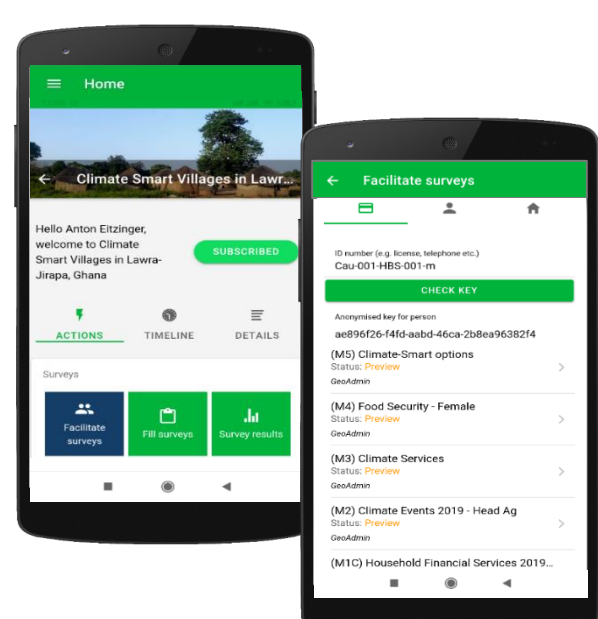 Home
Climate Smart Villages in Lawr...
Hello Anton Eitzinger,
welcome to Climate
Smart Villages in Lawra-
Jirapa, Ghana
SUBSCRIBED
ACTIONS
TIMELINE
DETAILS
Surveys
Facilitate
surveys
Fill surveys
Survey results
Facilitate surveys
ID number (e.g. license, telephone etc.)
Cau-001-HBS-001-m
CHECK KEY
Anonymised key for person
ae896f26-f4fd-aabd-46ca-2b8ea96382f4
(M5) Climate-Smart options
Status: Preview
GeoAdmin
(M4) Food Security - Female
Status: Preview
GeoAdmin
(M3) Climate Services
Status: Preview
GeoAdmin
(M2) Climate Events 2019 - Head Ag
Status: Preview
GeoAdmin
(M1C) Household Financial Services 2019...